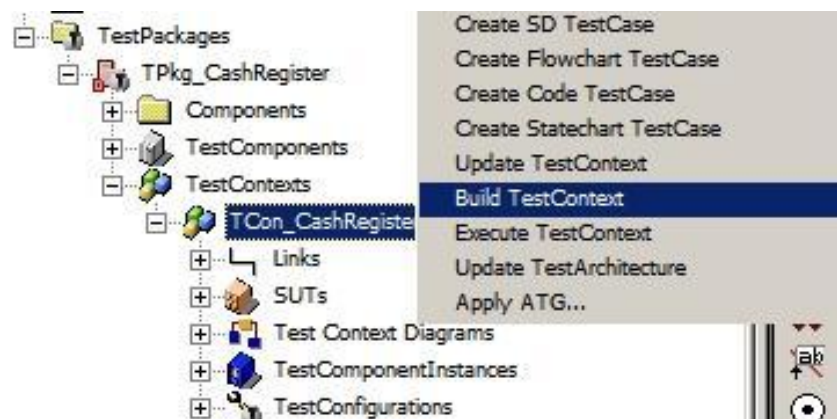 TestPackages
TPkg_CashRegister
Components
TestComponents
TestContexts
TCon_CashRegiste
Links
SUTs
Test Context Diagrams
TestComponentInstances
TestConfigurations
Create SD TestCase
Create Flowchart TestCase
Create Code TestCase
Create Statechart TestCase
Update TestContext
Build TestContext
Execute TestContext
Update TestArchitecture
Apply ATG...
ab